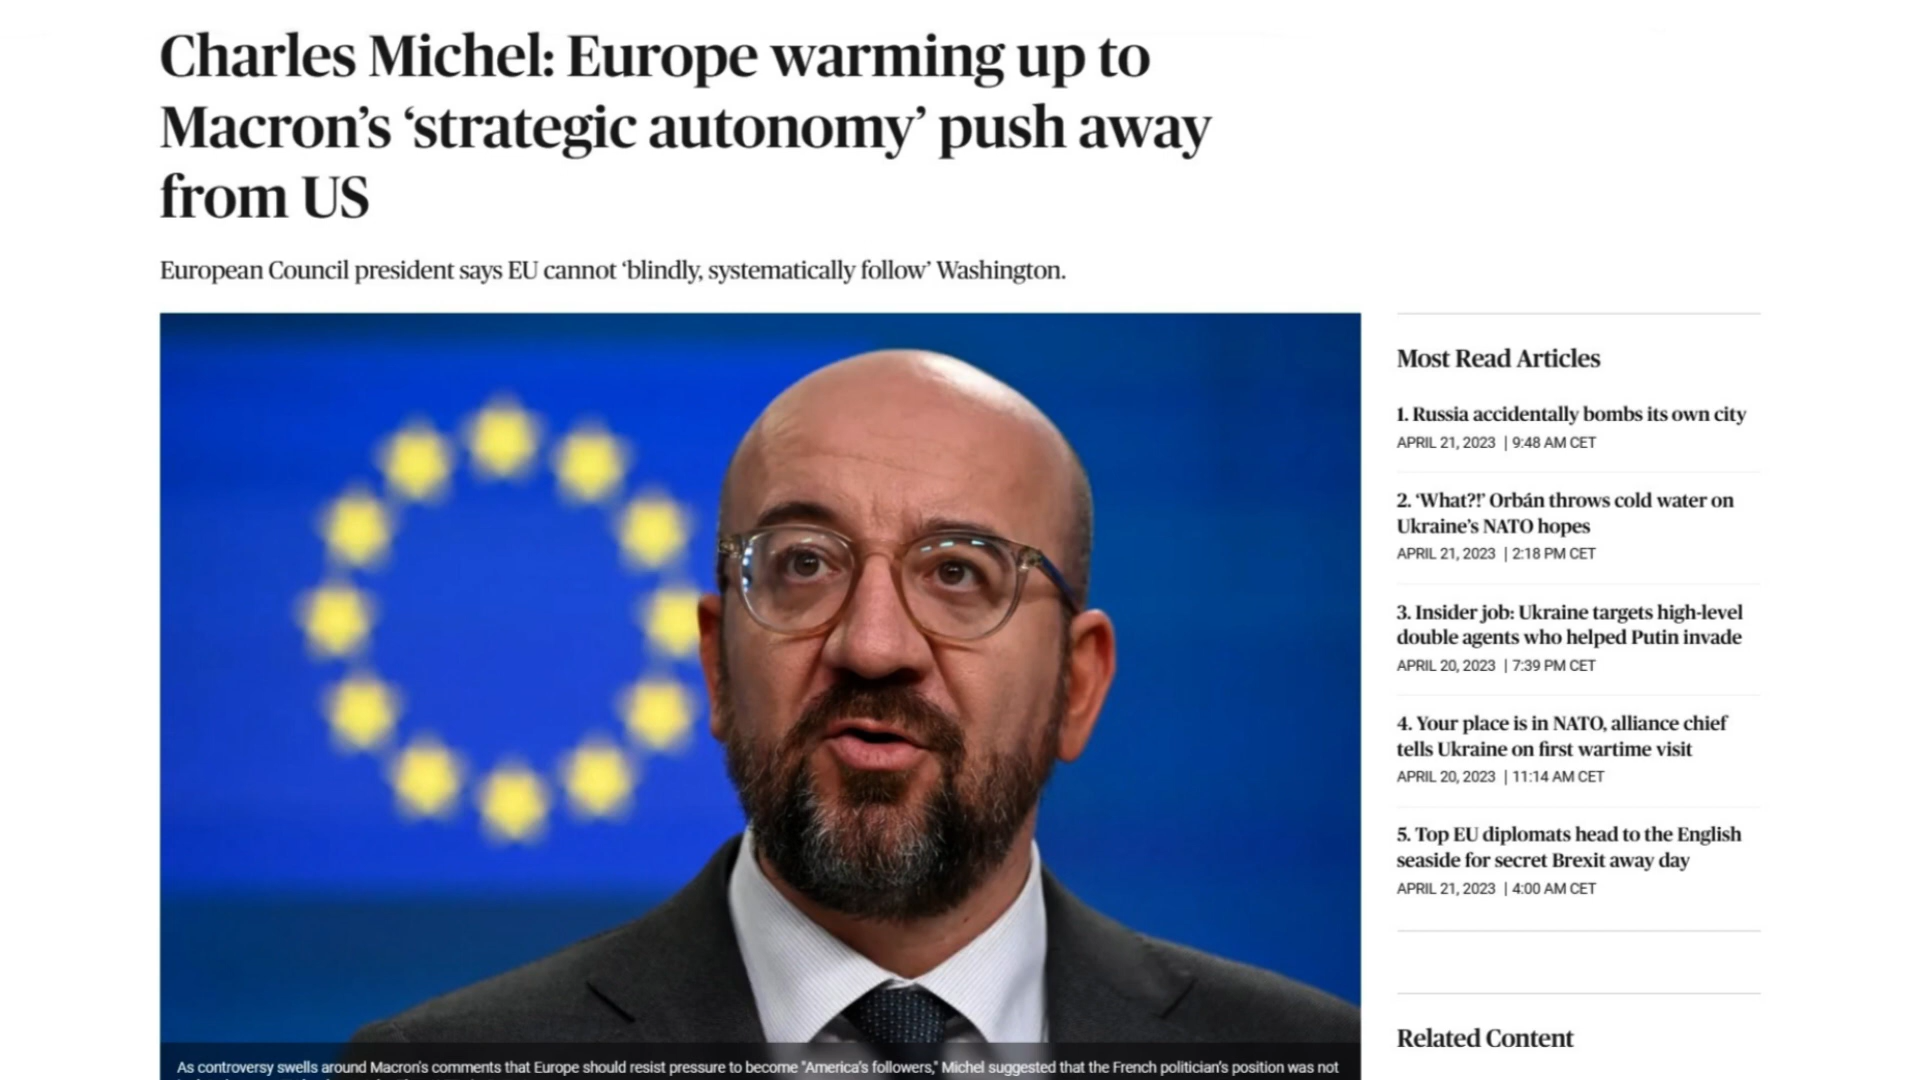 Charles Michel: Europe warming up to
Macron’s ‘strategic autonomy’ push away
from US
European Council president says EU cannot ‘blindly, systematically follow’ Washington.
As controversy swells around Macron's comments that Europe should resist pressure to become "America's followers," Michel suggested that the French politician's position was not
Most Read Articles
1. Russia accidentally bombs its own city
APRIL 21, 2023 | 9:48 AM CET
2. ‘What?!’ Orbán throws cold water on
Ukraine’s NATO hopes
APRIL 21, 2023 | 2:18 PM CET
3. Insider job: Ukraine targets high-level
double agents who helped Putin invade
APRIL 20, 2023 | 7:39 PM CET
4. Your place is in NATO, alliance chief
tells Ukraine on first wartime visit
APRIL 20, 2023 | 11:14 AM CET
5. Top EU diplomats head to the English
seaside for secret Brexit away day
APRIL 21, 2023 | 4:00 AM CET
Related Content